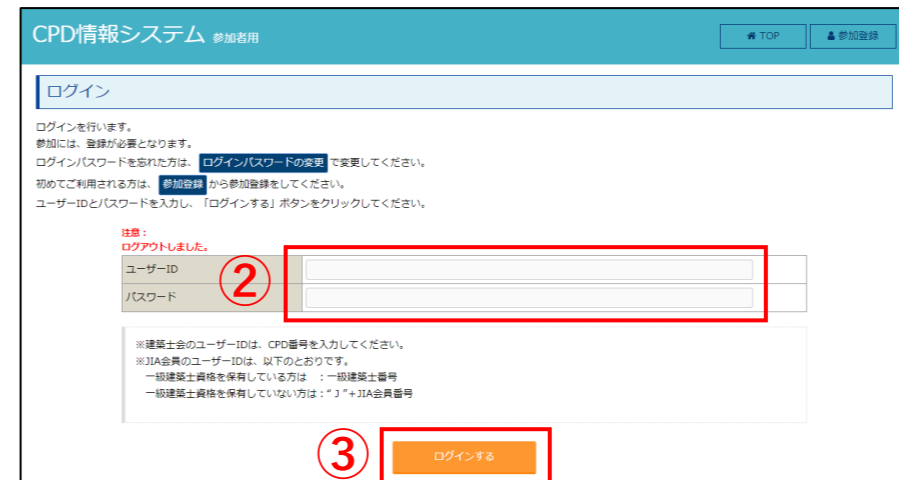 CPD情報システム 参加者用
TOP
参加登録
ログイン
ログインを行います。
参加には、登録が必要となります。
ログインパスワードを忘れた方は、 ログインパスワードの変更 で変更してください。
初めてご利用される方は、 参加登録 から参加登録をしてください。
ユーザーIDとパスワードを入力し、「ログインする」ボタンをクリックしてください。
注意：
ログアウトしました。
ユーザーID
②
パスワード
※建築士会のユーザーIDは、CPD番号を入力してください。
※JIA会員のユーザーIDは、以下のとおりです。
一級建築士資格を保有している方は ：一級建築士番号
一級建築士資格を保有していない方は：“Ｊ”+JIA会員番号
③
ログインする